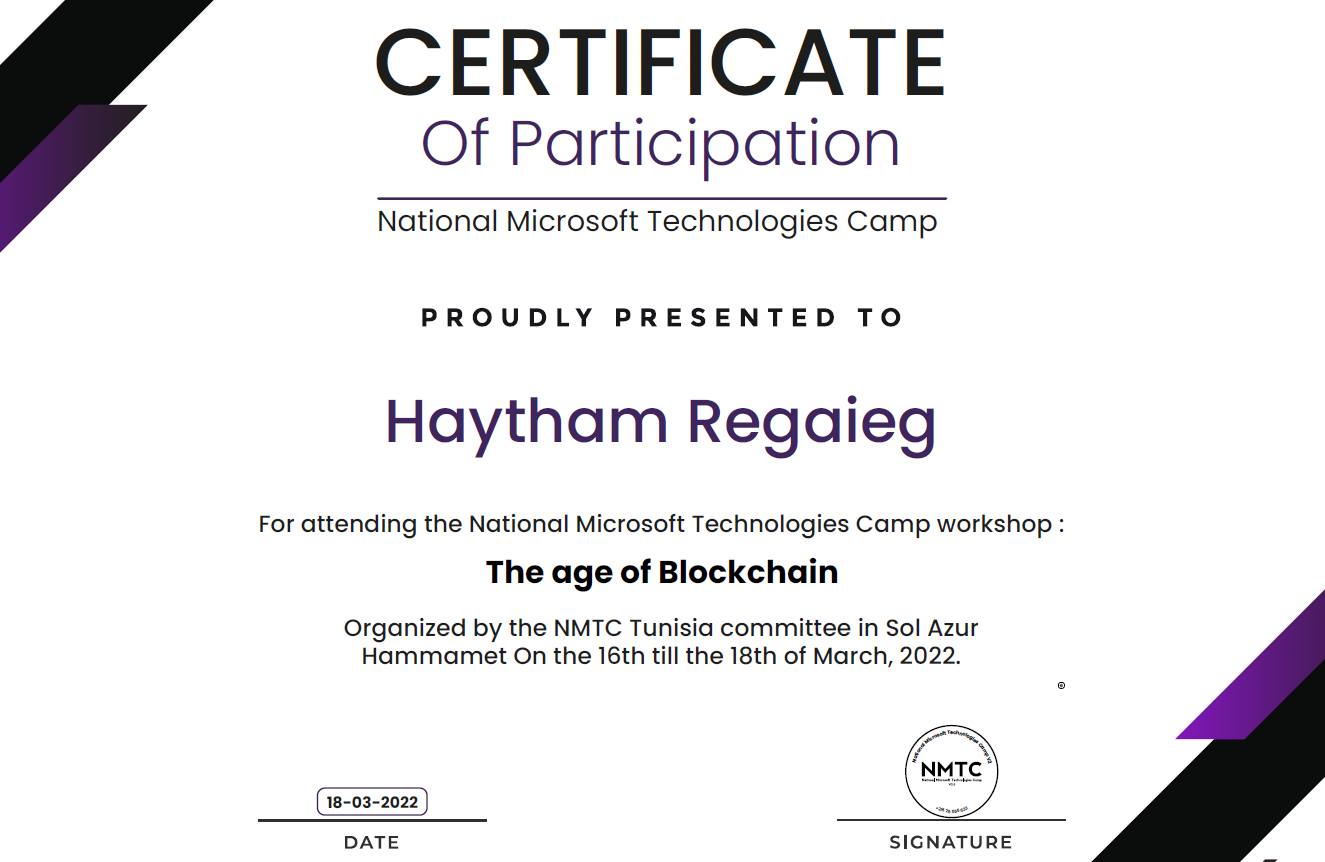 CERTIFICATE
Of Participation
National Microsoft Technologies Camp
PROUDLY PRESENTED TO
Haytham Regaieg
For attending the National Microsoft Technologies Camp workshop :
The age of Blockchain
Organized by the NMTC Tunisia committee in Sol Azur
Hammamet On the 16th till the 18th of March, 2022.
National Microsoft Technologies Camp V2
NMTC
National Microsoft Technologies Camp
18-03-2022
DATE
SIGNATURE